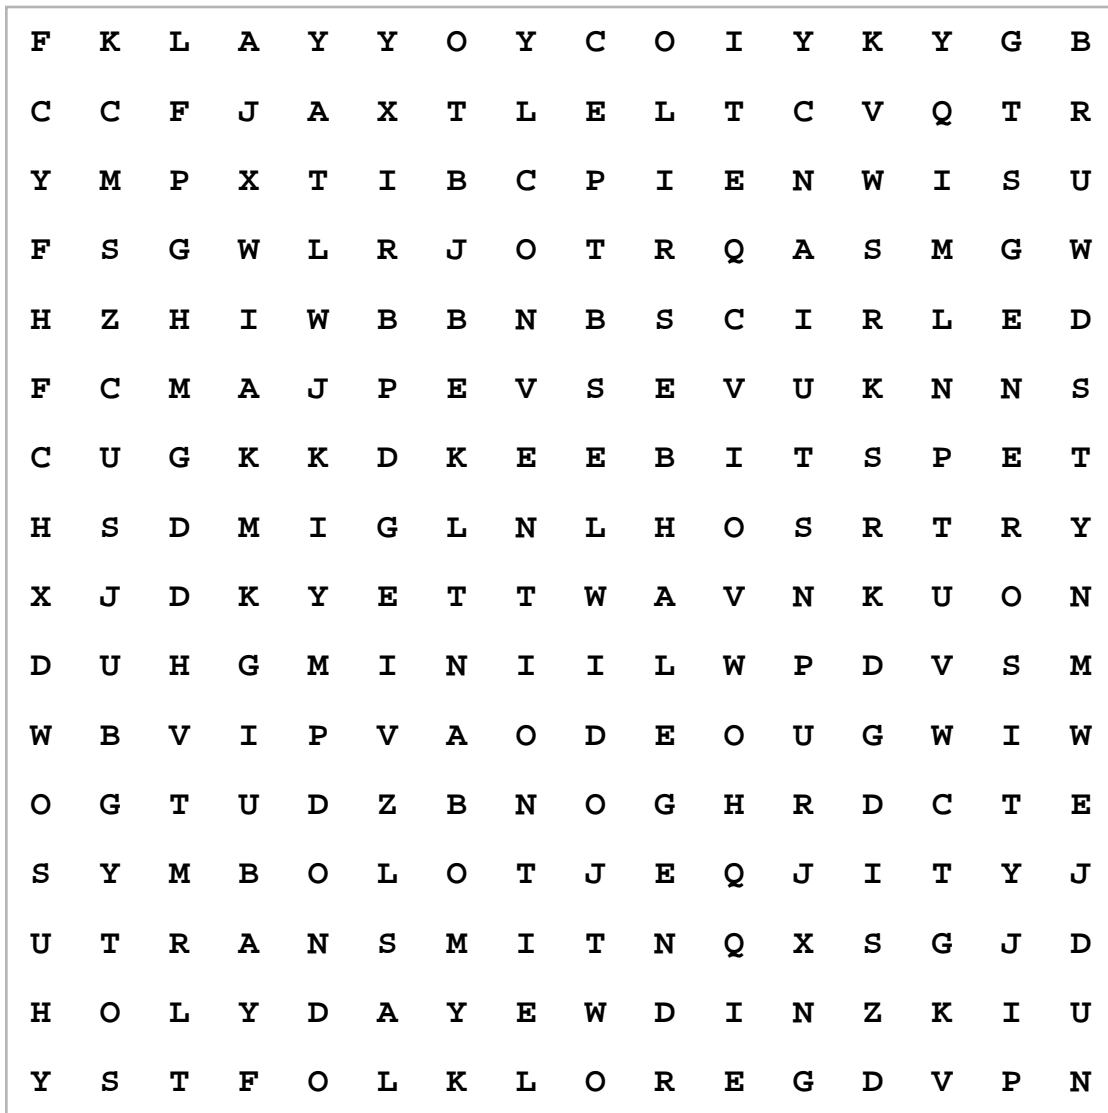 F K L A Y Y O Y C O I Y K Y G B
C C F J A X T L E L T C V Q T R
Y M P X T I B C P I E N W I S U
F S G W L R J O T R Q A S M G W
H Z H I W B B N B S C I R L E D
F C M A J P E V S E V U K N N S
C U G K K D K E E B I T S P E T
H S D M I G L N L H O S R T R Y
X J D K Y E T T W A V N K U O N
D U H G M I N I I L W P D V S M
W B V I P V A O D E O U G W I W
O G T U D Z B N O G H R D C T E
S Y M B O L O T J E Q J I T Y J
U T R A N S M I T N Q X S G J D
H O L Y D A Y E W D I N Z K I U
Y S T F O L K L O R E G D V P N